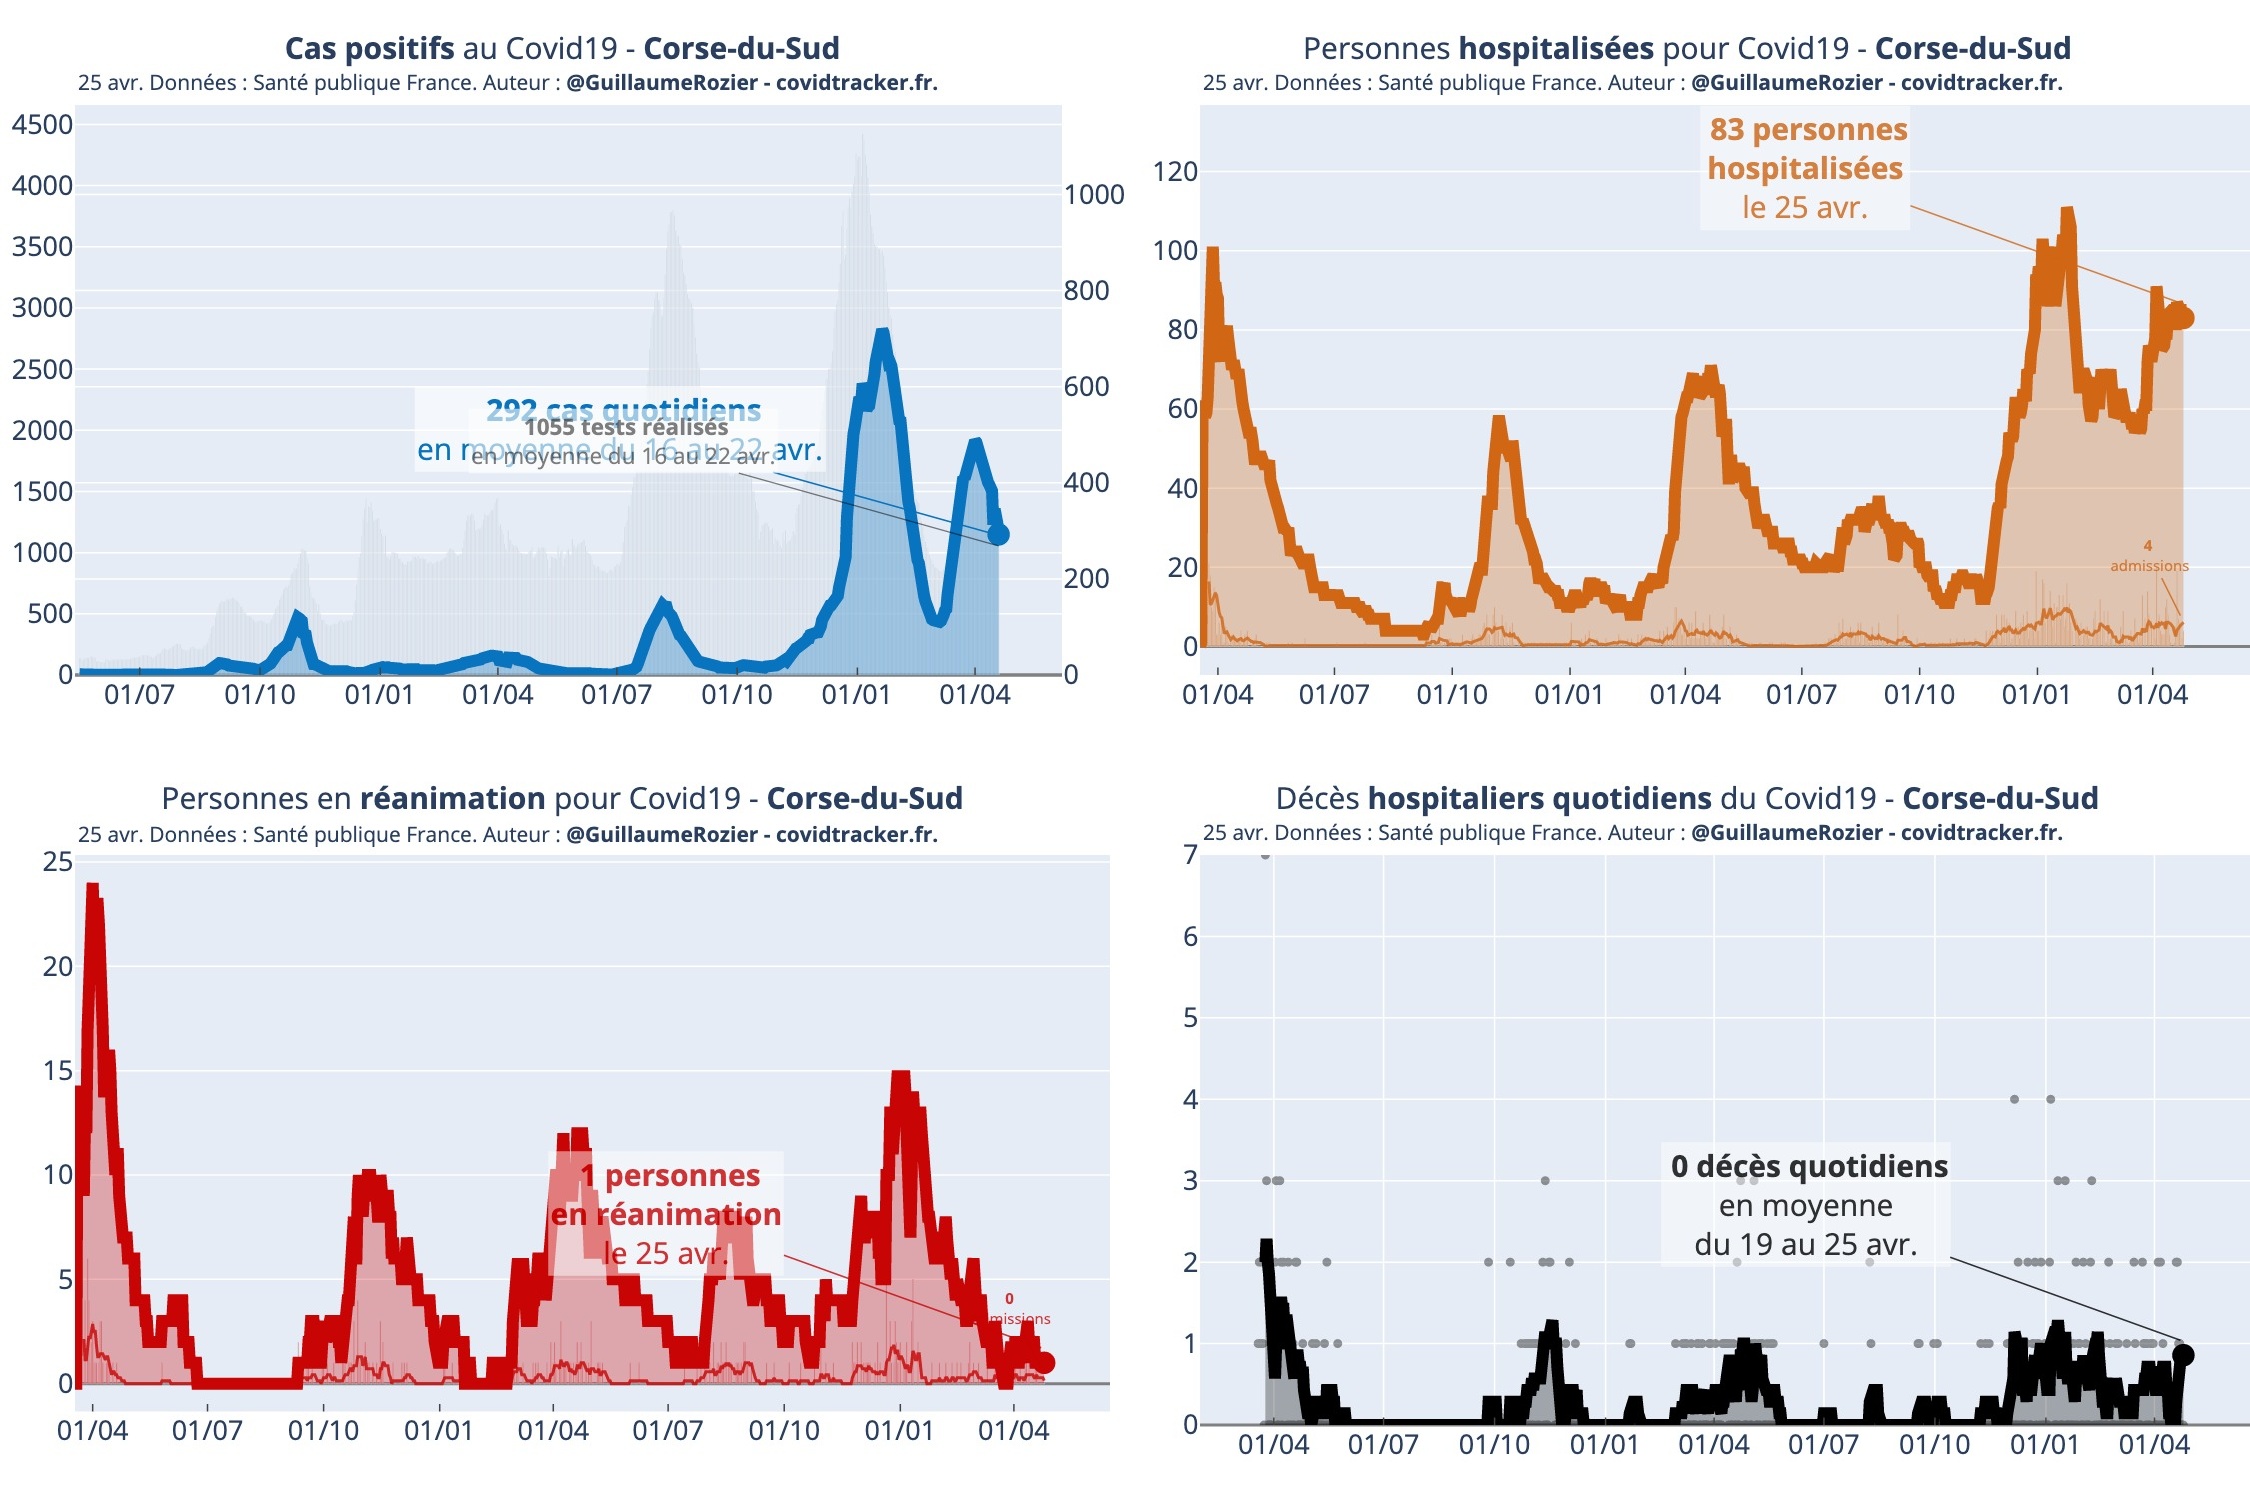 Cas positifs au Covid19 - Corse-du-Sud
25 avr. Données : Santé publique France. Auteur : @GuillaumeRozier - covidtracker.fr.
4500
4000
3500
3000
2500
2000
1500
1000
500
0
1000
800
600
400
200
0
292 cas quotidiens
en moyenne du 16 au 22 avr.
1055 tests réalisés
en moyenne du 16 au 22 avr.
01/07 01/10 01/01 01/04 01/07 01/10 01/01 01/04
Personnes hospitalisées pour Covid19 - Corse-du-Sud
25 avr. Données : Santé publique France. Auteur : @GuillaumeRozier - covidtracker.fr.
120
100
80
60
40
20
0
83 personnes
hospitalisées
le 25 avr.
4
admissions
01/04 01/07 01/10 01/01 01/04 01/07 01/10 01/01 01/04
Personnes en réanimation pour Covid19 - Corse-du-Sud
25 avr. Données : Santé publique France. Auteur : @GuillaumeRozier - covidtracker.fr.
25
20
15
10
5
0
1 personnes
en réanimation
le 25 avr.
0
missions
01/04 01/07 01/10 01/01 01/04 01/07 01/10 01/01 01/04
Décès hospitaliers quotidiens du Covid19 - Corse-du-Sud
25 avr. Données : Santé publique France. Auteur : @GuillaumeRozier - covidtracker.fr.
7
6
5
4
3
2
1
0
0 décès quotidiens
en moyenne
du 19 au 25 avr.
01/04 01/07 01/10 01/01 01/04 01/07 01/10 01/01 01/04